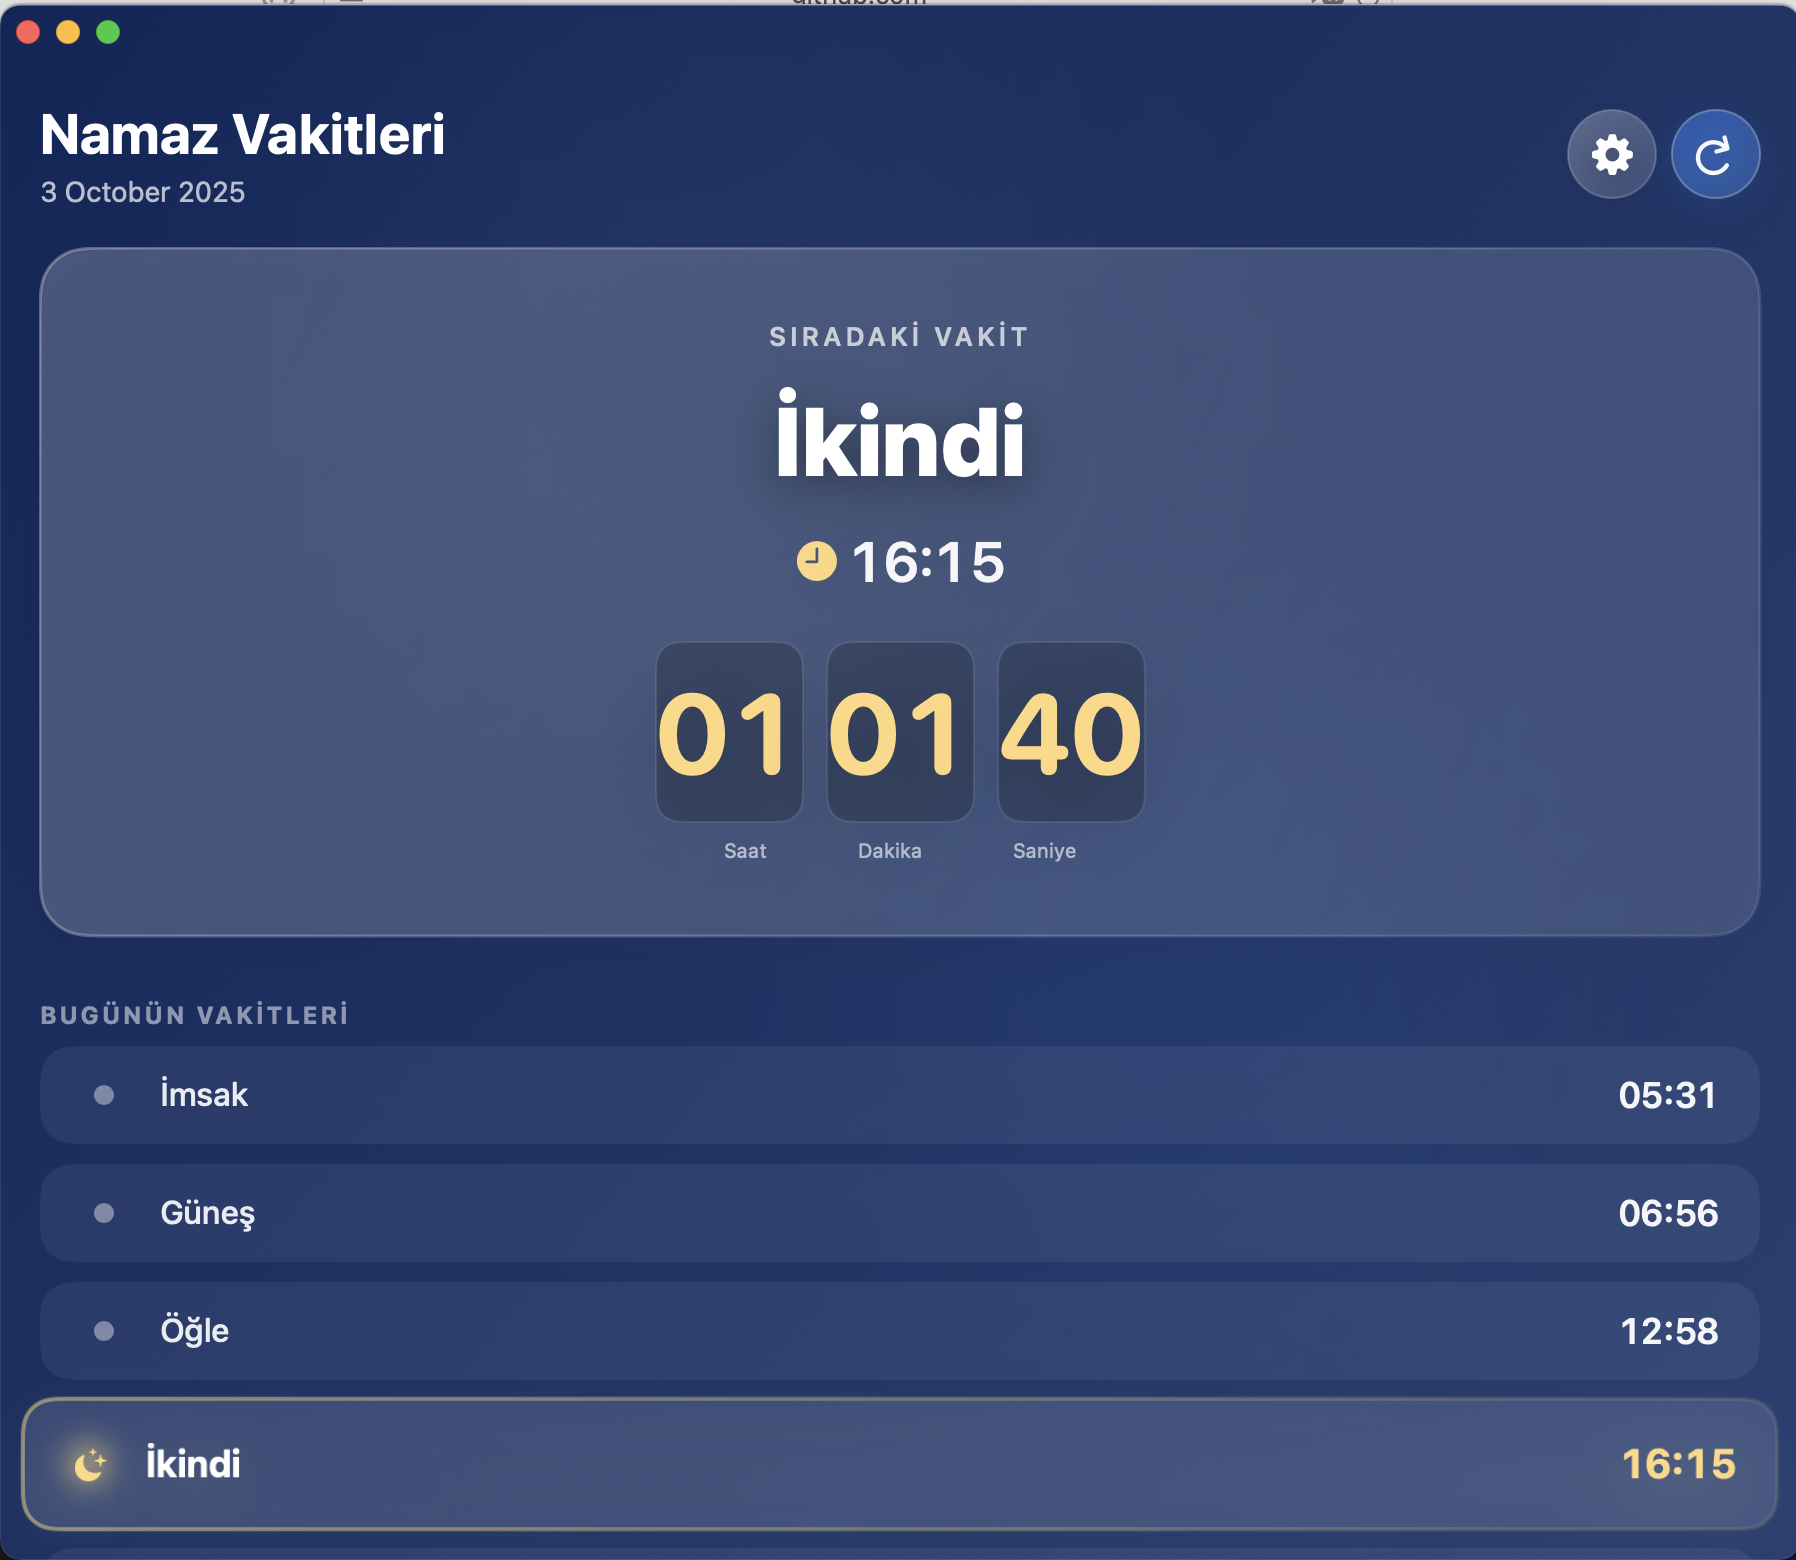 Namaz Vakitleri
3 October 2025
SIRADAKİ VAKİT
İkindi
16:15
01 01 40
Saat Dakika Saniye
BUGÜNÜN VAKİTLERİ
İmsak 05:31
Güneş 06:56
Öğle 12:58
İkindi 16:15